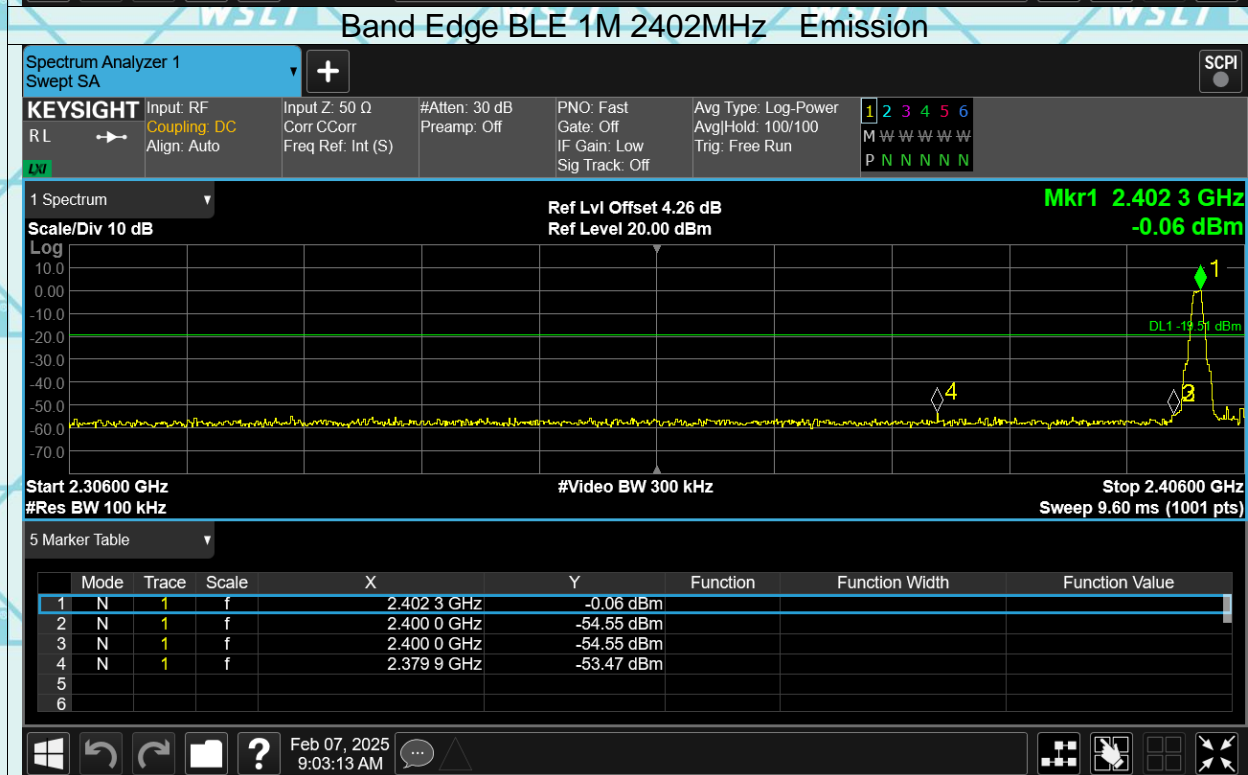 WSLT WSLT WSLT
Band Edge BLE 1M 2402MHz Emission
Spectrum Analyzer 1
Swept SA
+
SCPI
KEYSIGHT Input: RF Input Z: 50 Ω #Atten: 30 dB PNO: Fast Avg Type: Log-Power 1 2 3 4 5 6
RL Coupling: DC Corr CCorr Preamp: Off Gate: Off Avg|Hold: 100/100 M W W W W W
Align: Auto Freq Ref: Int (S) IF Gain: Low Trig: Free Run P N N N N N
LXI Sig Track: Off
1 Spectrum
Ref Lvl Offset 4.26 dB
Mkr1 2.402 3 GHz
Scale/Div 10 dB Ref Level 20.00 dBm -0.06 dBm
Log
10.0
1
0.00
-10.0
DL1 -19.51 dBm
-20.0
-30.0
-40.0
4
-50.0
-60.0
-70.0
Start 2.30600 GHz #Video BW 300 kHz Stop 2.40600 GHz
#Res BW 100 kHz Sweep 9.60 ms (1001 pts)
5 Marker Table
Mode Trace Scale X Y Function Function Width Function Value
1 N 1 f 2.402 3 GHz -0.06 dBm
2 N 1 f 2.400 0 GHz -54.55 dBm
3 N 1 f 2.400 0 GHz -54.55 dBm
4 N 1 f 2.379 9 GHz -53.47 dBm
5
6
? Feb 07, 2025
9:03:13 AM